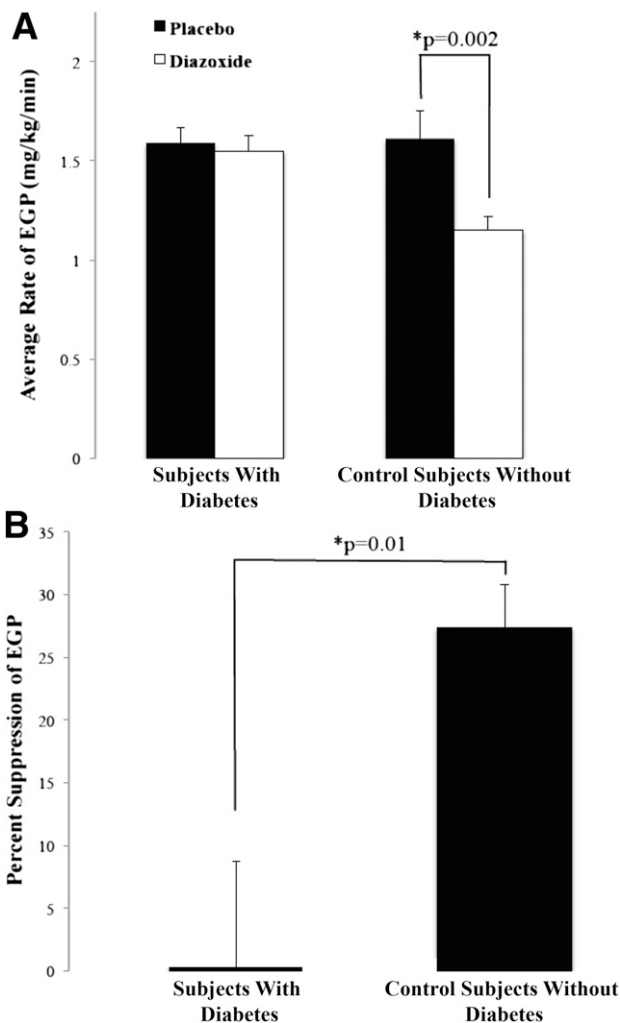 A
Placebo
Diazoxide
*p=0.002
Average Rate of EGP (mg/kg/min)
2
1.5
1
0.5
0
Subjects With
Diabetes
Control Subjects Without
Diabetes
B
*p=0.01
Percent Suppression of EGP
35
30
25
20
15
10
5
0
Subjects With
Diabetes
Control Subjects Without
Diabetes